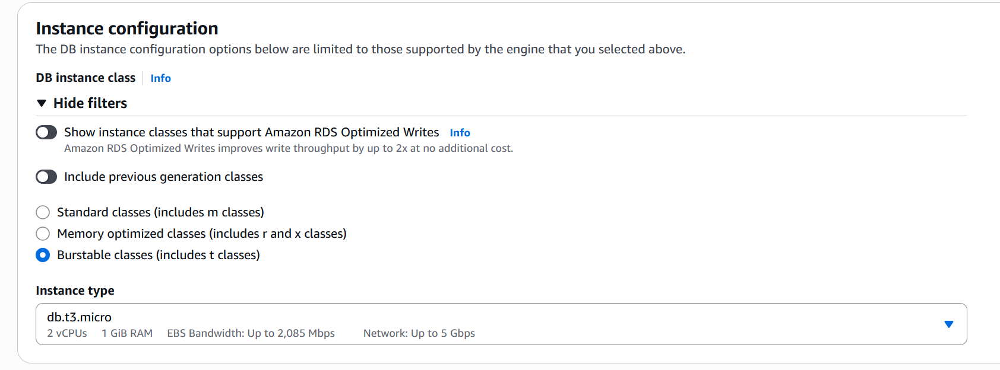 Instance configuration
The DB instance configuration options below are limited to those supported by the engine that you selected above.
DB instance class Info
Hide filters
Show instance classes that support Amazon RDS Optimized Writes Info
Amazon RDS Optimized Writes improves write throughput by up to 2x at no additional cost.
Include previous generation classes
Standard classes (includes m classes)
Memory optimized classes (includes r and x classes)
Burstable classes (includes t classes)
Instance type
db.t3.micro
2 vCPUs 1 GiB RAM EBS Bandwidth: Up to 2,085 Mbps Network: Up to 5 Gbps